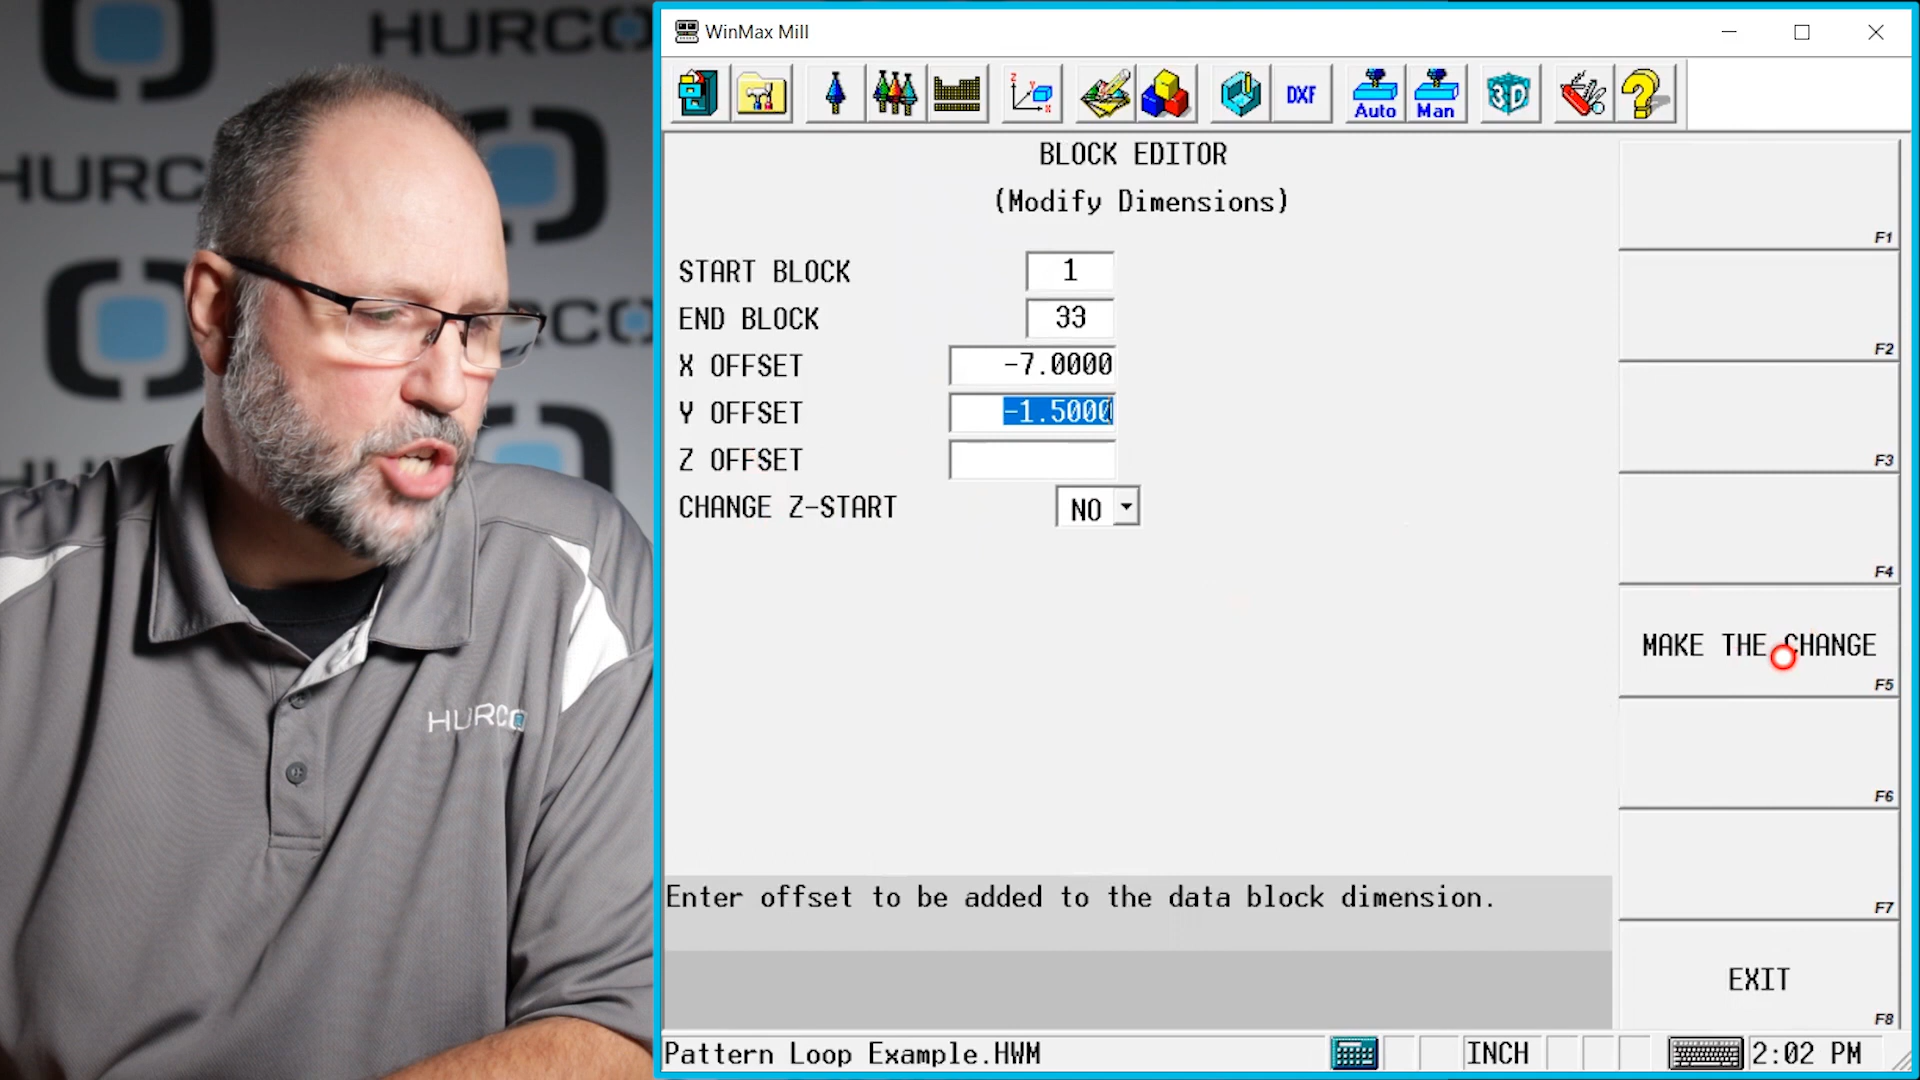 HURCO
HURC
HURCO
HURCO
WinMax Mill
DXF
Auto
Man
3D
BLOCK EDITOR
(Modify Dimensions)
START BLOCK 1
END BLOCK 33
X OFFSET -7.0000
Y OFFSET -1.5000
Z OFFSET
CHANGE Z-START NO
F1
F2
F3
F4
MAKE THE CHANGE
F5
F6
F7
EXIT
F8
Enter offset to be added to the data block dimension.
Pattern Loop Example.HWM
INCH
2:02 PM